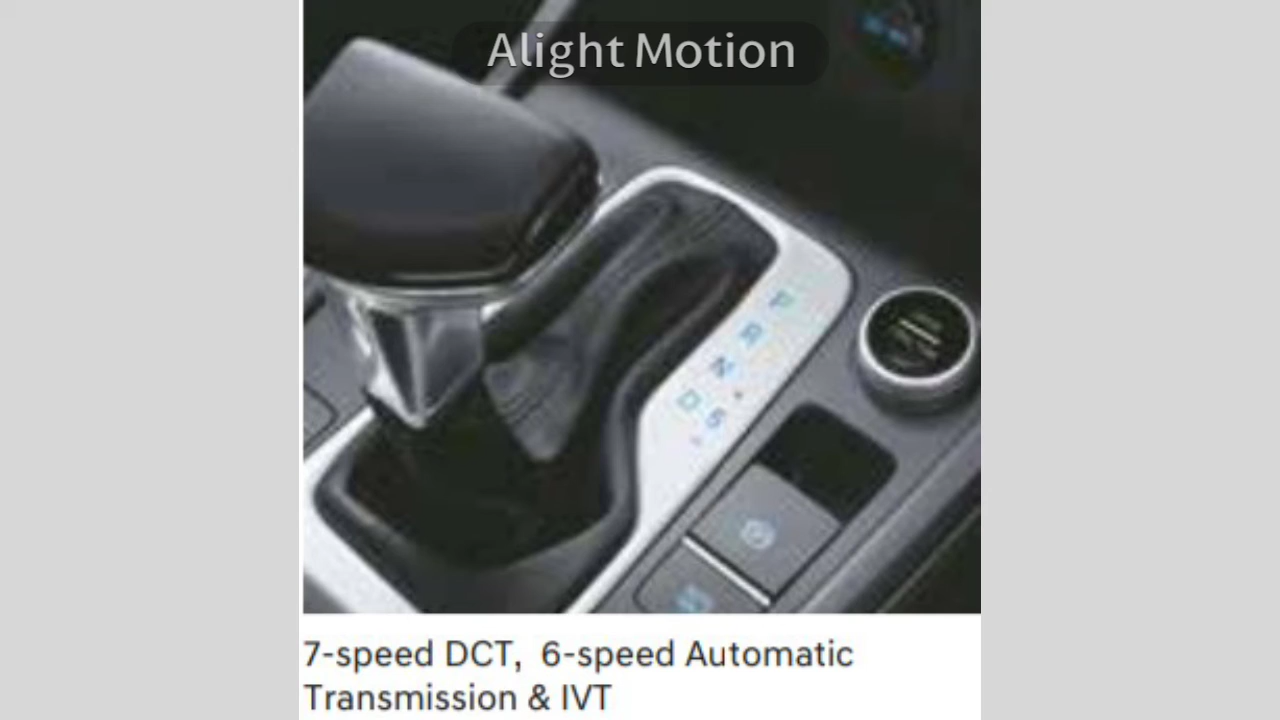 Alight Motion
P
R
N
D
7-speed DCT, 6-speed Automatic
Transmission & IVT